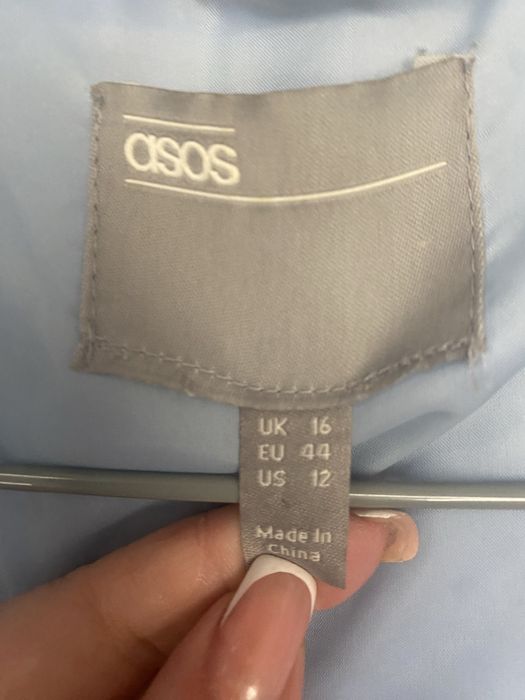 asos
UK 16
EU 44
US 12
Made In
China